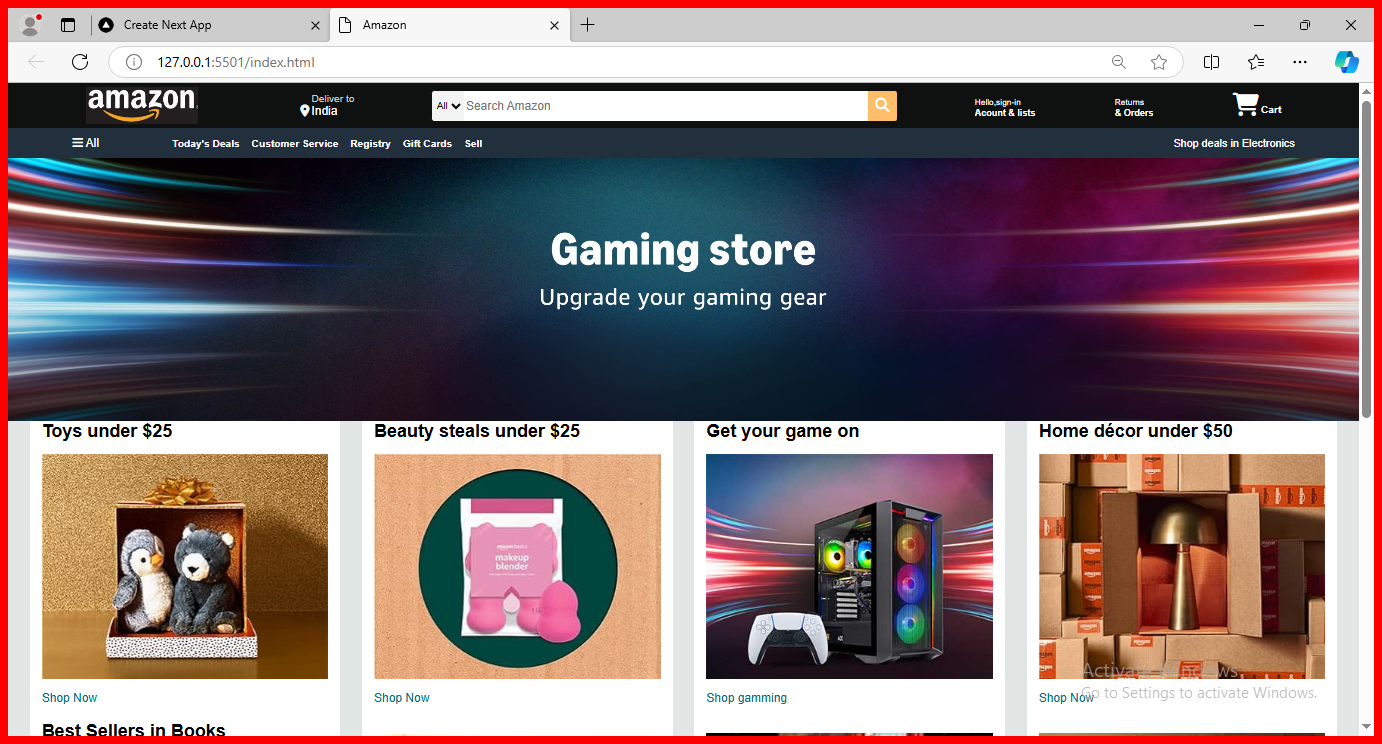 Create Next App
Amazon
127.0.0.1:5501/index.html
amazon
Deliver to
India
All
Search Amazon
Hello,sign-in
Acount & lists
Returns
& Orders
Cart
All
Today's Deals
Customer Service
Registry
Gift Cards
Sell
Shop deals in Electronics
Gaming store
Upgrade your gaming gear
Toys under $25
Beauty steals under $25
Get your game on
Home décor under $50
makeup
blender
Shop Now
Shop Now
Shop gamming
Shop Now
Activate Windows
Go to Settings to activate Windows.
Best Sellers in Books